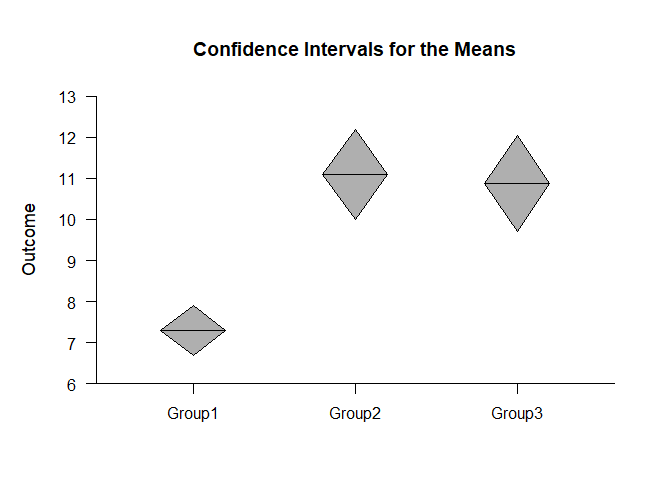 Confidence Intervals for the Means
Outcome
13
12
11
10
9
8
7
6
Group1 Group2 Group3